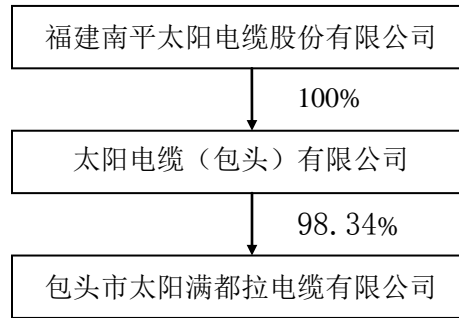 福建南平太阳电缆股份有限公司
100%
太阳电缆（包头）有限公司
98.34%
包头市太阳满都拉电缆有限公司